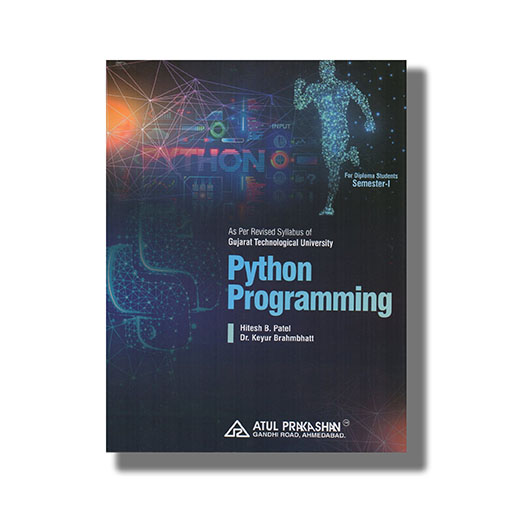 INPUT
PYTHON
For Diploma Students
Semester-I
As Per Revised Syllabus of
Gujarat Technological University
Python
Programming
Hitesh B. Patel
Dr. Keyur Brahmbhatt
ATUL PRAKASHAN
GANDHI ROAD, AHMEDABAD.